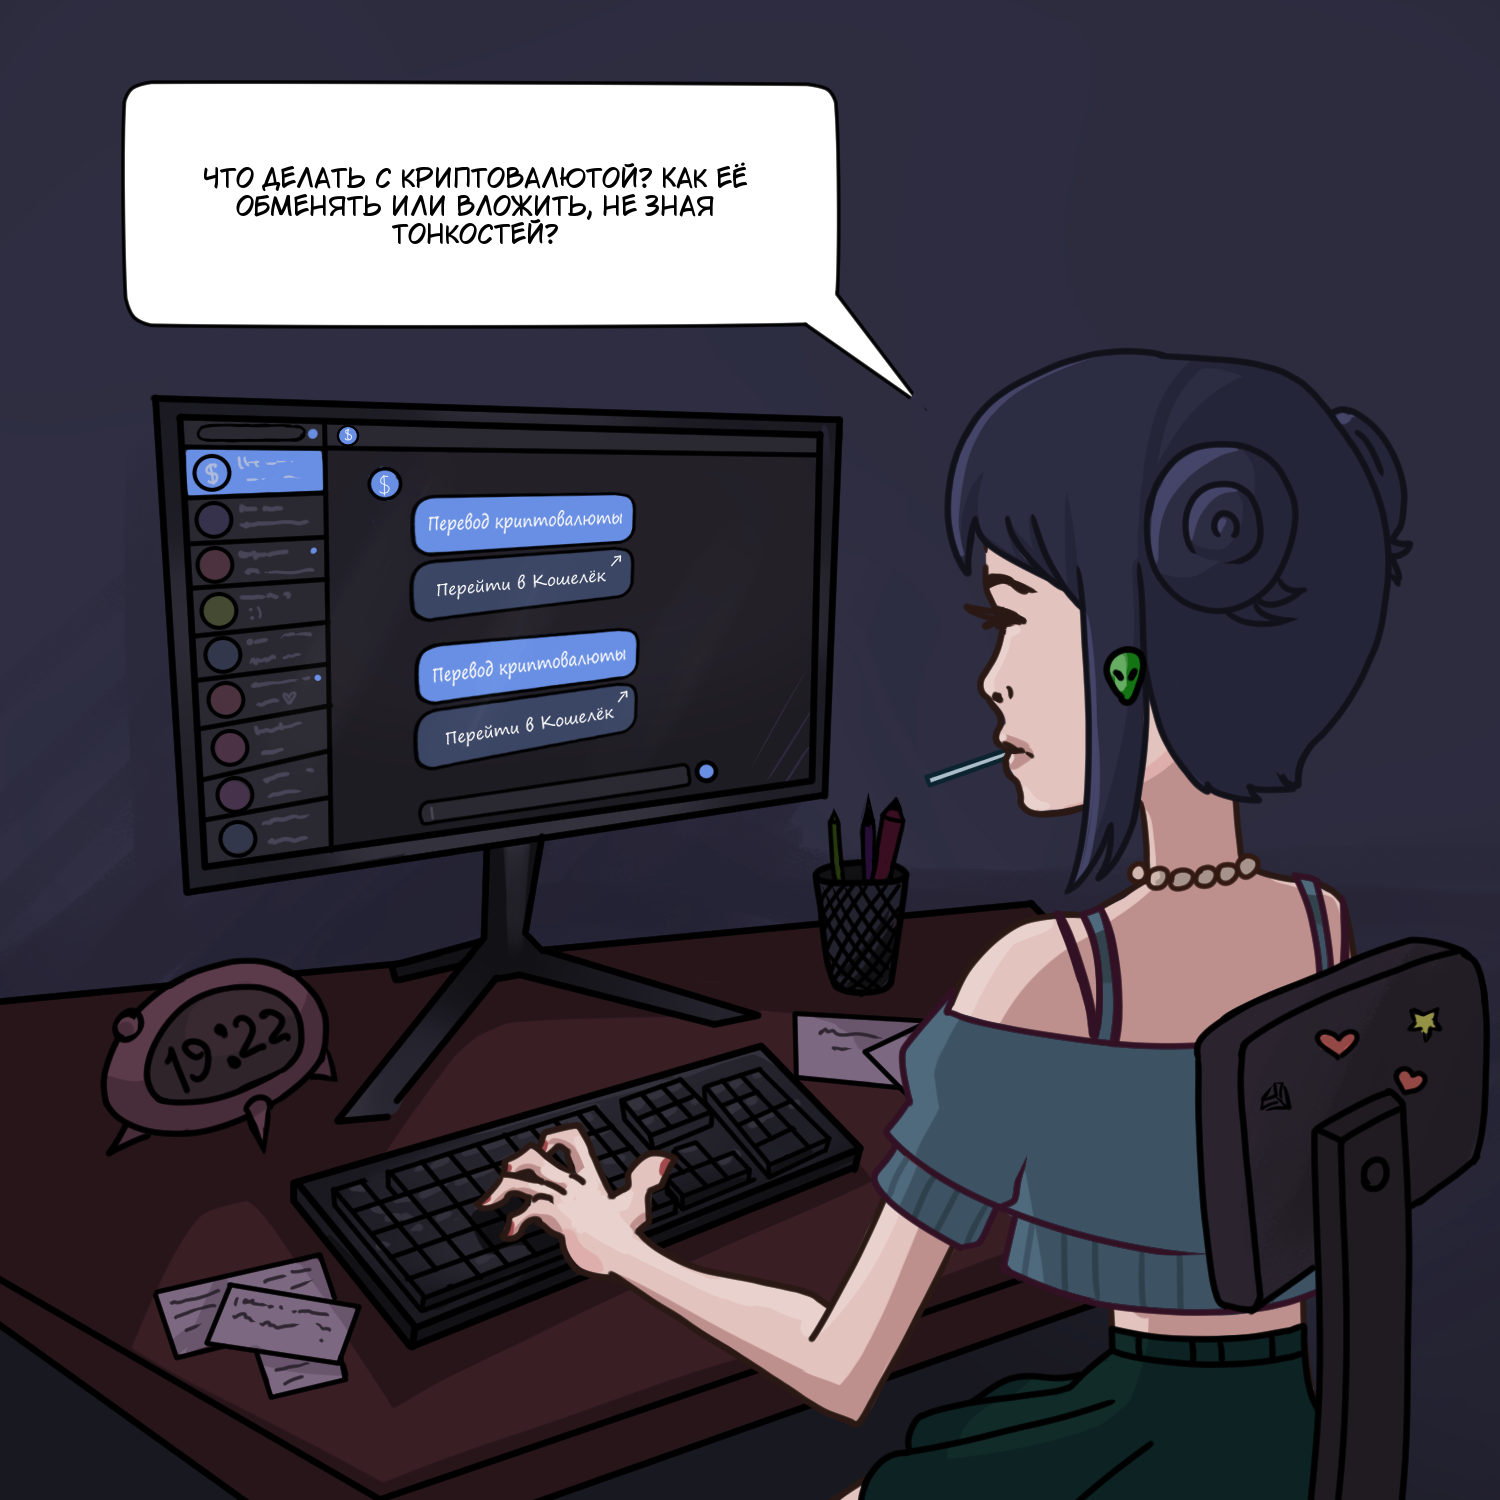 ЧТО ДЕЛАТЬ С КРИПТОВАЛЮТОЙ? КАК ЕЁ
ОБМЕНЯТЬ ИЛИ ВЛОЖИТЬ, НЕ ЗНАЯ
ТОНКОСТЕЙ?
$
$
$
Перевод криптовалюты
Перейти в Кошелёк
Перевод криптовалюты
Перейти в Кошелёк
:)
19:22